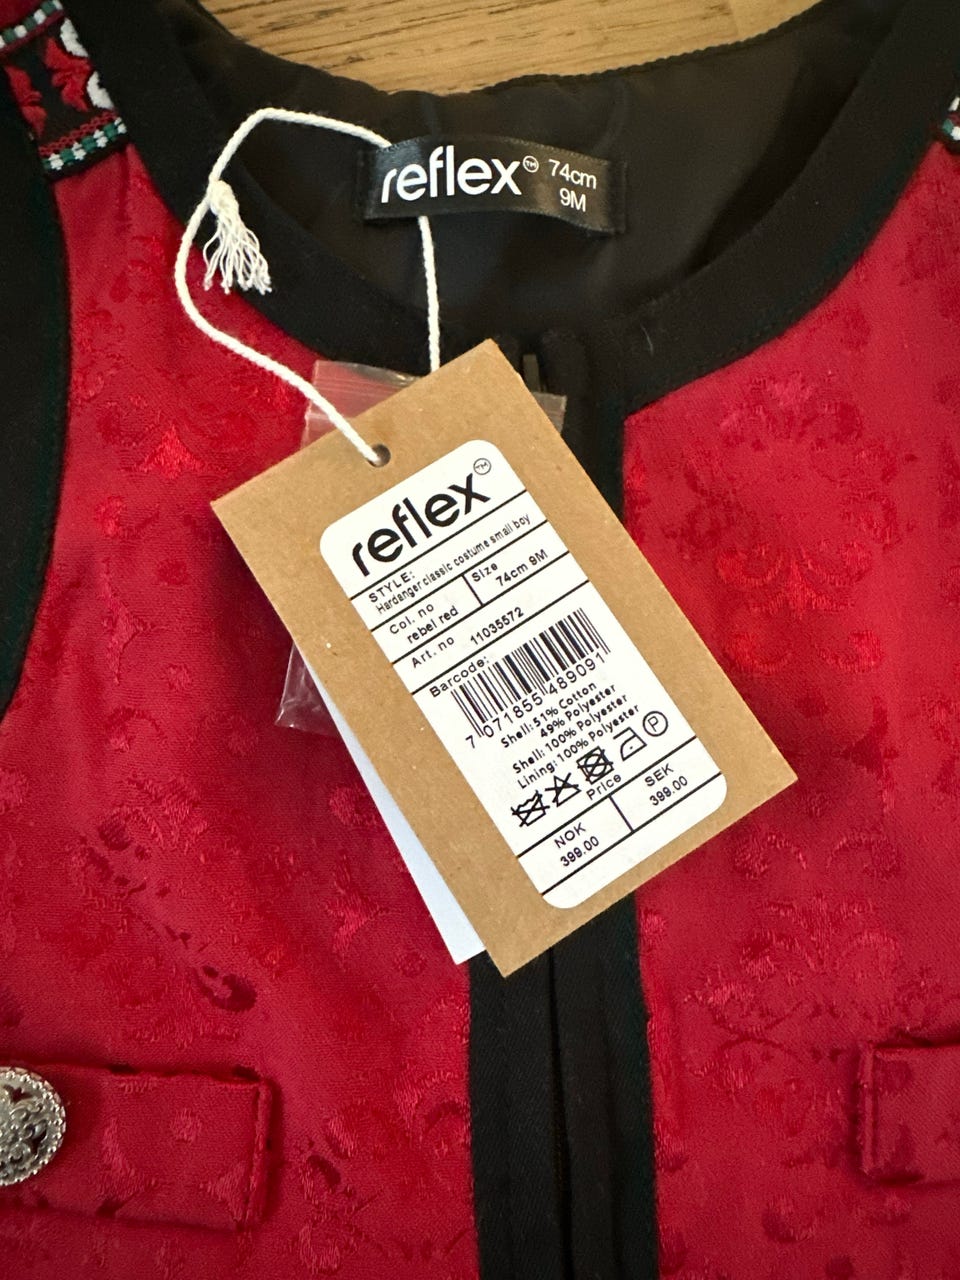 reflex™ 74cm
9M
reflex™
STYLE:
Hardanger classic costume small boy
Col. no
rebel red
Size
74cm 9M
Art. no 11035572
Barcode:
7 071855 489091
Shell: 51% Cotton
49% Polyester
Shell: 100% Polyester
Lining: 100% Polyester
P
Price
NOK
399.00
SEK
399.00